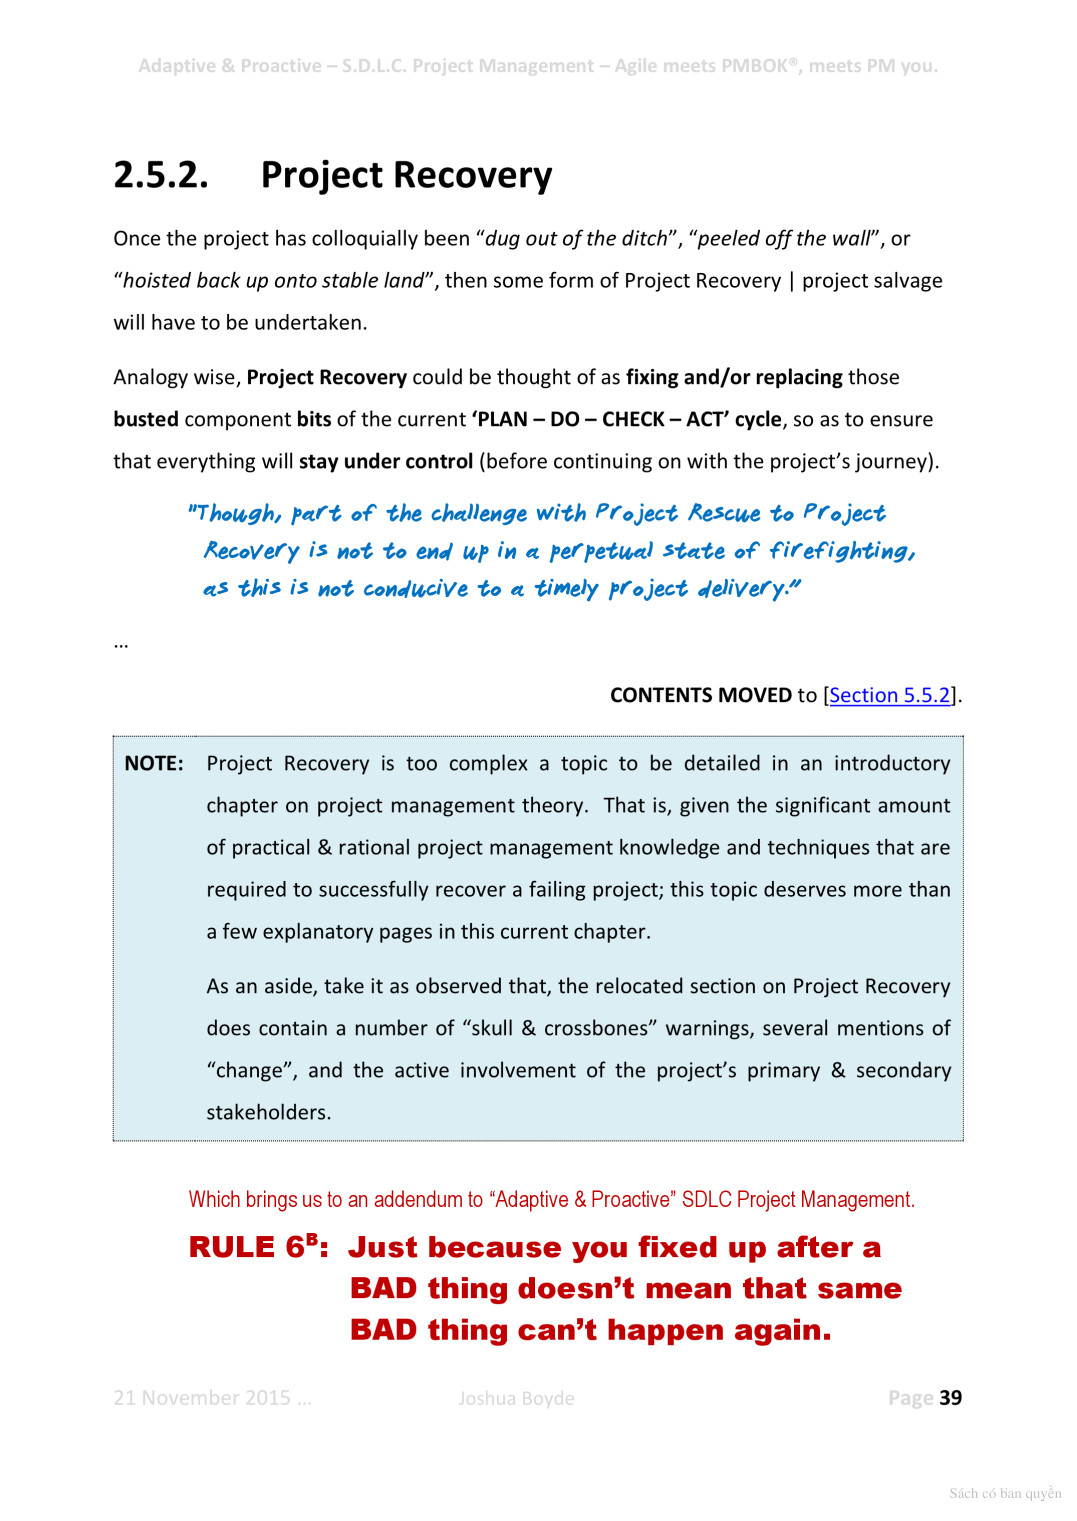 Adaptive & Proactive – S.D.L.C. Project Management – Agile meets PMBOK®, meets PM you.
2.5.2. Project Recovery
Once the project has colloquially been “dug out of the ditch”, “peeled off the wall”, or
“hoisted back up onto stable land”, then some form of Project Recovery | project salvage
will have to be undertaken.
Analogy wise, Project Recovery could be thought of as fixing and/or replacing those
busted component bits of the current ‘PLAN – DO – CHECK – ACT’ cycle, so as to ensure
that everything will stay under control (before continuing on with the project’s journey).
“Though, part of the challenge with Project Rescue to Project
Recovery is not to end up in a perpetual state of firefighting,
as this is not conducive to a timely project delivery.”
…
CONTENTS MOVED to [Section 5.5.2].
NOTE: Project Recovery is too complex a topic to be detailed in an introductory
chapter on project management theory. That is, given the significant amount
of practical & rational project management knowledge and techniques that are
required to successfully recover a failing project; this topic deserves more than
a few explanatory pages in this current chapter.
As an aside, take it as observed that, the relocated section on Project Recovery
does contain a number of “skull & crossbones” warnings, several mentions of
“change”, and the active involvement of the project’s primary & secondary
stakeholders.
Which brings us to an addendum to “Adaptive & Proactive” SDLC Project Management.
RULE 6ᴮ: Just because you fixed up after a
BAD thing doesn’t mean that same
BAD thing can’t happen again.
21 November 2015 … Joshua Boyde Page 39
Sách có bản quyền